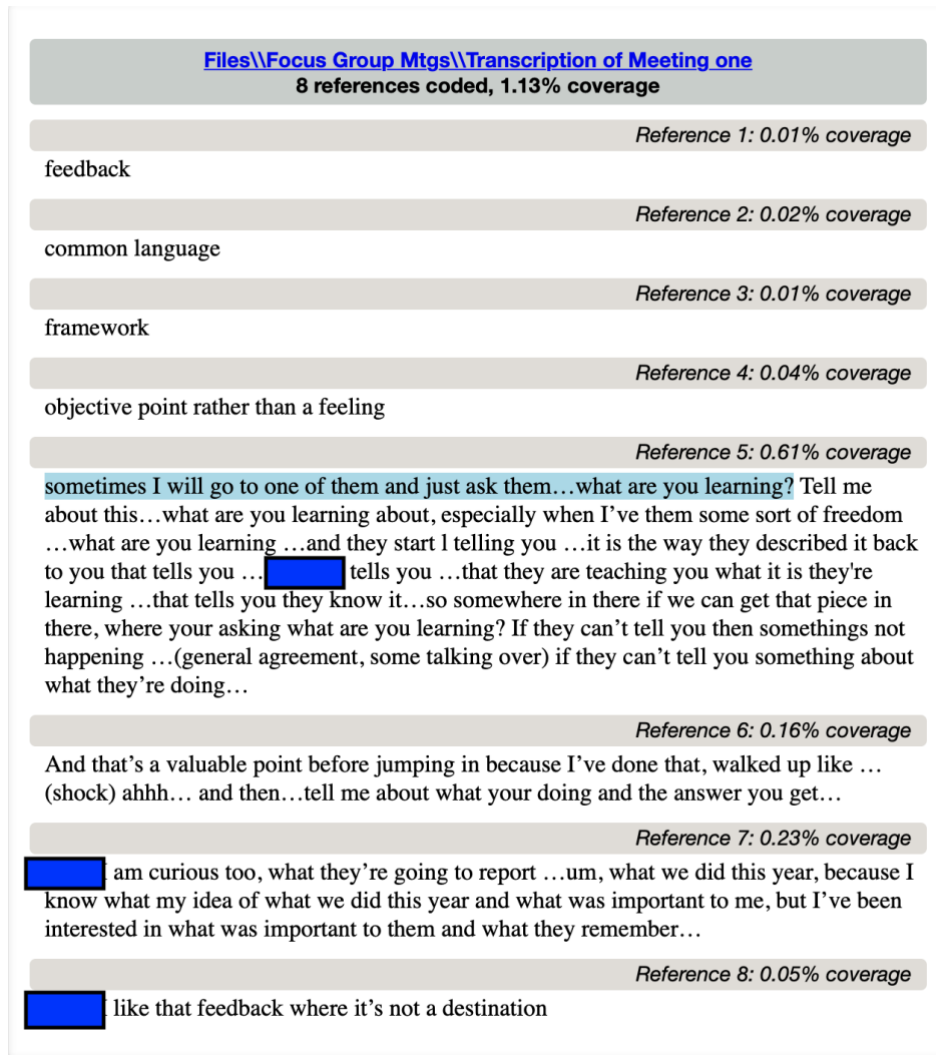 Files\\Focus Group Mtgs\\Transcription of Meeting one
8 references coded, 1.13% coverage
Reference 1: 0.01% coverage
feedback
Reference 2: 0.02% coverage
common language
Reference 3: 0.01% coverage
framework
Reference 4: 0.04% coverage
objective point rather than a feeling
Reference 5: 0.61% coverage
sometimes I will go to one of them and just ask them…what are you learning? Tell me
about this…what are you learning about, especially when I’ve them some sort of freedom
…what are you learning …and they start l telling you …it is the way they described it back
to you that tells you … tells you …that they are teaching you what it is they're
learning …that tells you they know it…so somewhere in there if we can get that piece in
there, where your asking what are you learning? If they can’t tell you then somethings not
happening …(general agreement, some talking over) if they can’t tell you something about
what they’re doing…
Reference 6: 0.16% coverage
And that’s a valuable point before jumping in because I’ve done that, walked up like …
(shock) ahhh… and then…tell me about what your doing and the answer you get…
Reference 7: 0.23% coverage
am curious too, what they’re going to report …um, what we did this year, because I
know what my idea of what we did this year and what was important to me, but I’ve been
interested in what was important to them and what they remember…
Reference 8: 0.05% coverage
like that feedback where it’s not a destination